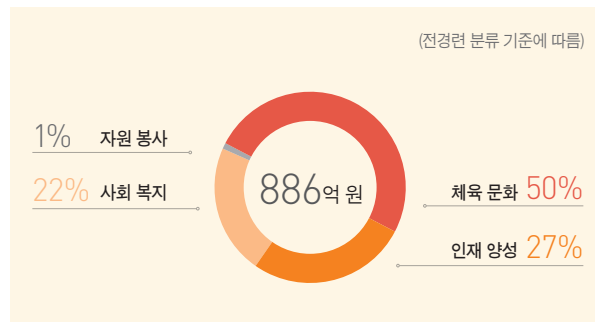 (전경련 분류 기준에 따름)
1% 자원 봉사
22% 사회 복지
886억 원
체육 문화 50%
인재 양성 27%